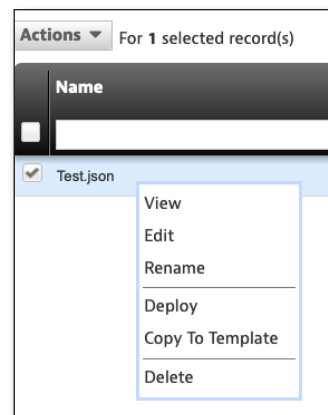 Actions For 1 selected record(s)
Name
Test.json
View
Edit
Rename
Deploy
Copy To Template
Delete